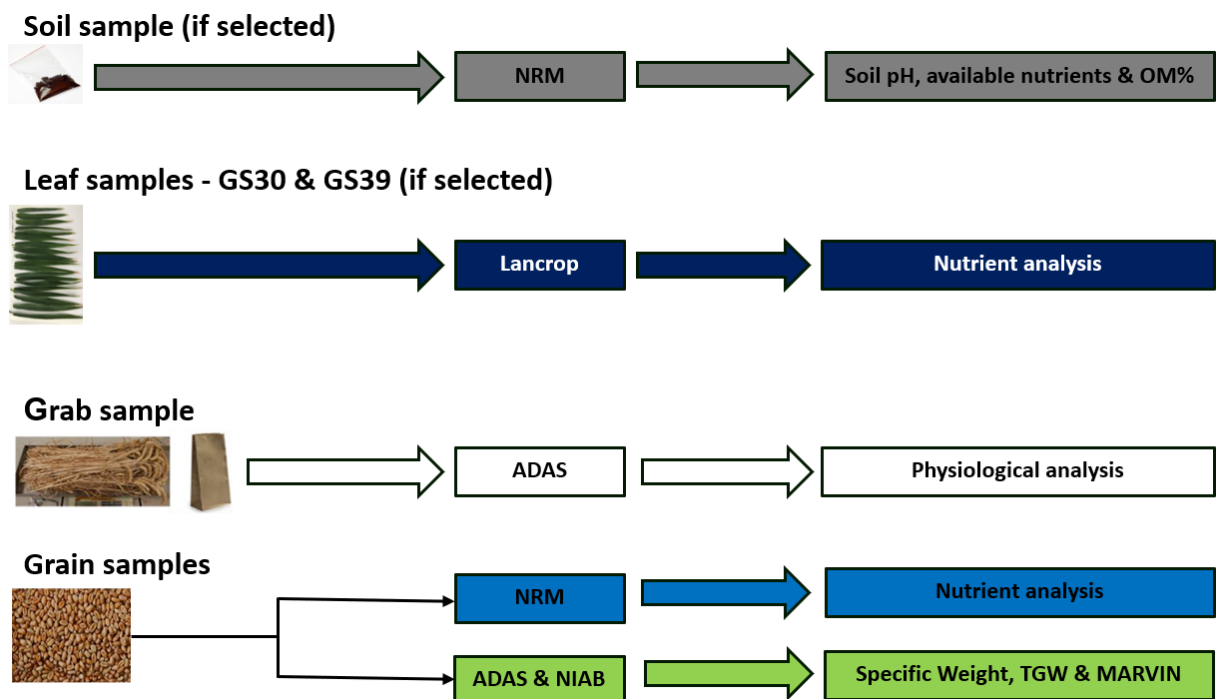 Soil sample (if selected)
NRM
Soil pH, available nutrients & OM%
Leaf samples - GS30 & GS39 (if selected)
Lancrop
Nutrient analysis
Grab sample
ADAS
Physiological analysis
Grain samples
NRM
Nutrient analysis
ADAS & NIAB
Specific Weight, TGW & MARVIN